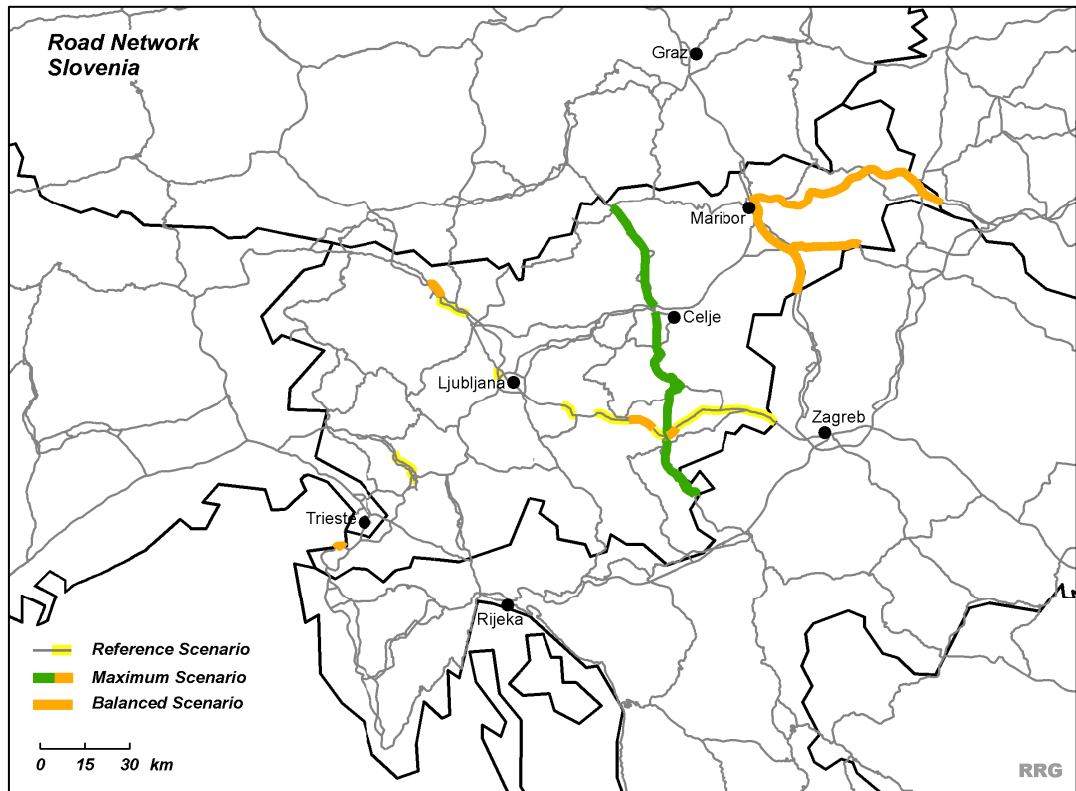 Road Network
Slovenia
Graz
Maribor
Celje
Ljubljana
Zagreb
Trieste
Rijeka
Reference Scenario
Maximum Scenario
Balanced Scenario
0 15 30 km
RRG